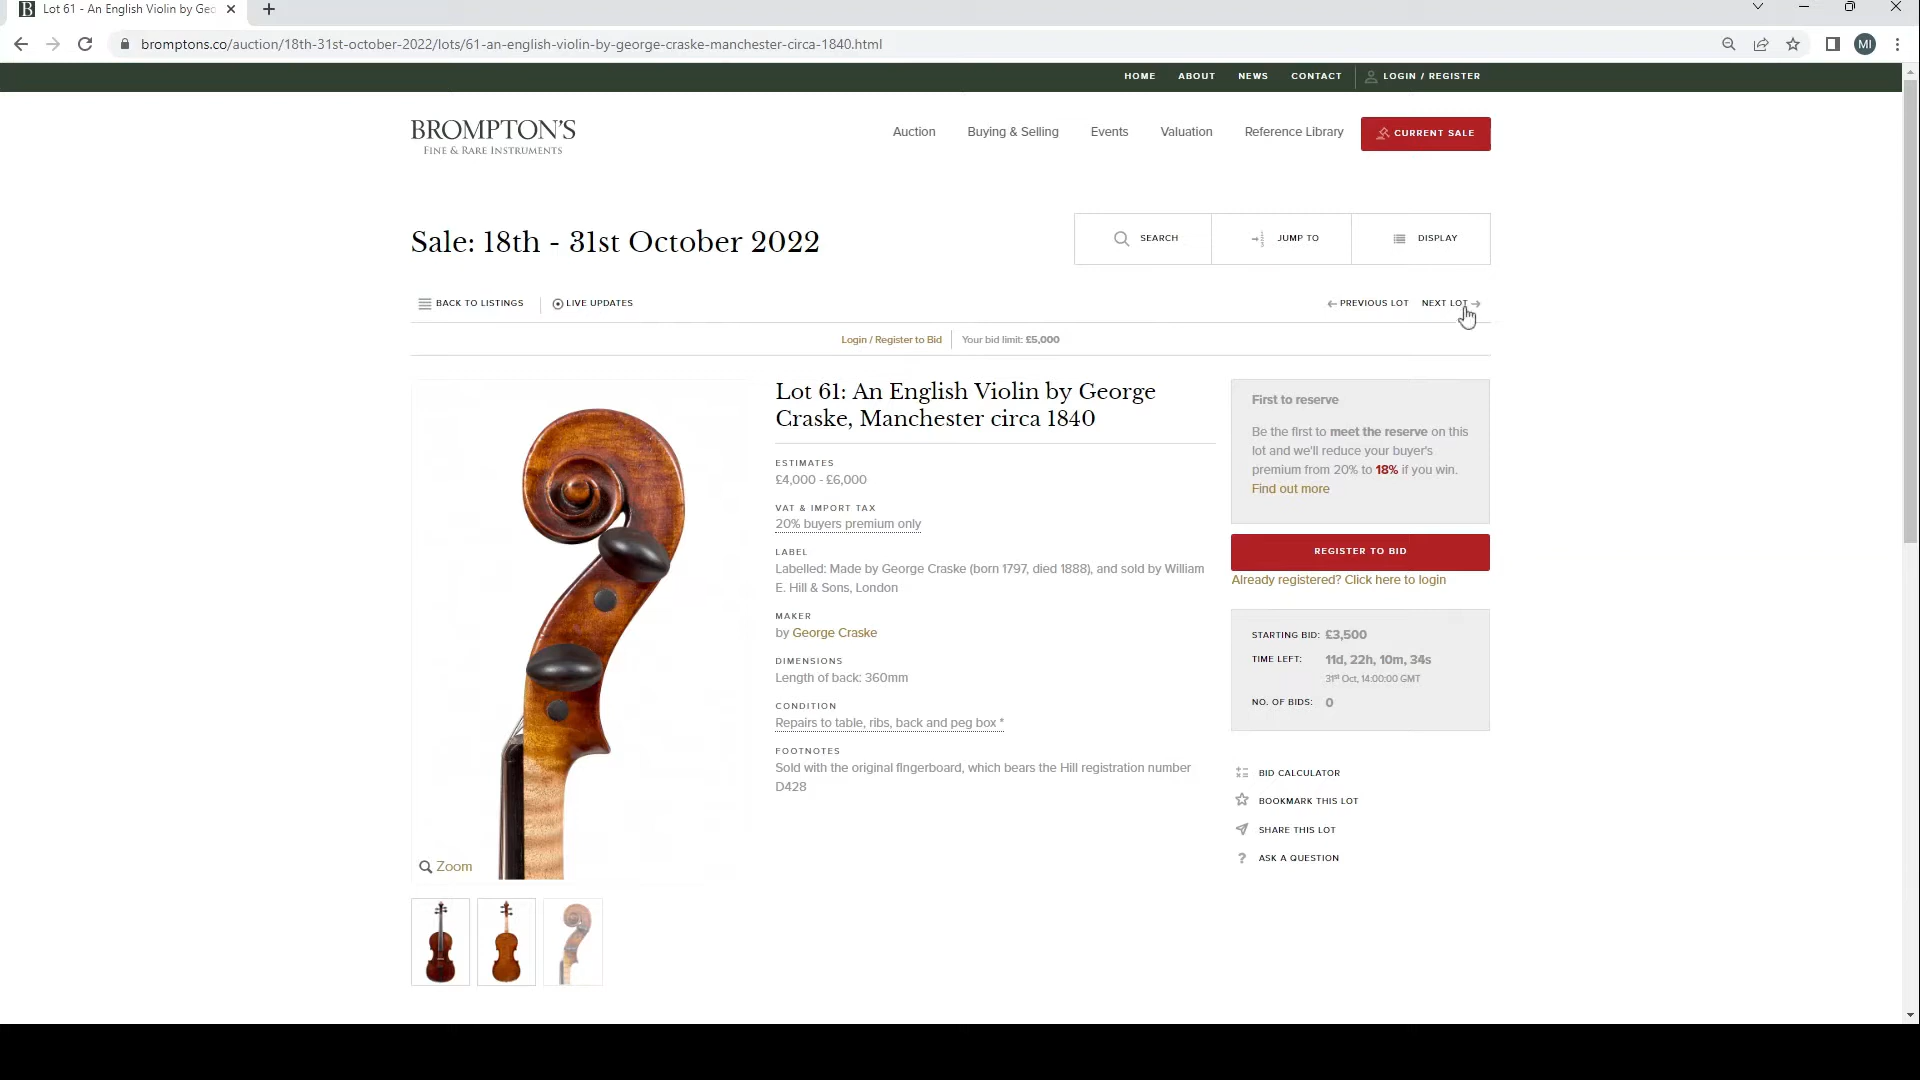 Lot 61 - An English Violin by Geo
bromptons.co/auction/18th-31st-october-2022/lots/61-an-english-violin-by-george-craske-manchester-circa-1840.html
MI
HOME ABOUT NEWS CONTACT LOGIN / REGISTER
BROMPTON'S
FINE & RARE INSTRUMENTS
Auction Buying & Selling Events Valuation Reference Library CURRENT SALE
Sale: 18th - 31st October 2022
SEARCH JUMP TO DISPLAY
BACK TO LISTINGS LIVE UPDATES
PREVIOUS LOT NEXT LOT
Login / Register to Bid Your bid limit: £5,000
Lot 61: An English Violin by George
Craske, Manchester circa 1840
ESTIMATES
£4,000 - £6,000
VAT & IMPORT TAX
20% buyers premium only
LABEL
Labelled: Made by George Craske (born 1797, died 1888), and sold by William
E. Hill & Sons, London
MAKER
by George Craske
DIMENSIONS
Length of back: 360mm
CONDITION
Repairs to table, ribs, back and peg box *
FOOTNOTES
Sold with the original fingerboard, which bears the Hill registration number
D428
First to reserve
Be the first to meet the reserve on this
lot and we'll reduce your buyer's
premium from 20% to 18% if you win.
Find out more
REGISTER TO BID
Already registered? Click here to login
STARTING BID: £3,500
TIME LEFT: 11d, 22h, 10m, 34s
31st Oct, 14:00:00 GMT
NO. OF BIDS: 0
BID CALCULATOR
BOOKMARK THIS LOT
SHARE THIS LOT
ASK A QUESTION
Zoom